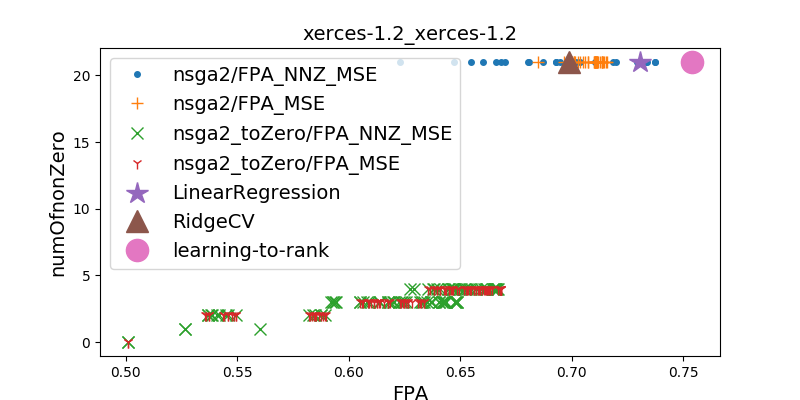 xerces-1.2_xerces-1.2
numOfnonZero
20
15
10
5
0
nsga2/FPA_NNZ_MSE
nsga2/FPA_MSE
nsga2_toZero/FPA_NNZ_MSE
nsga2_toZero/FPA_MSE
LinearRegression
RidgeCV
learning-to-rank
0.50 0.55 0.60 0.65 0.70 0.75
FPA